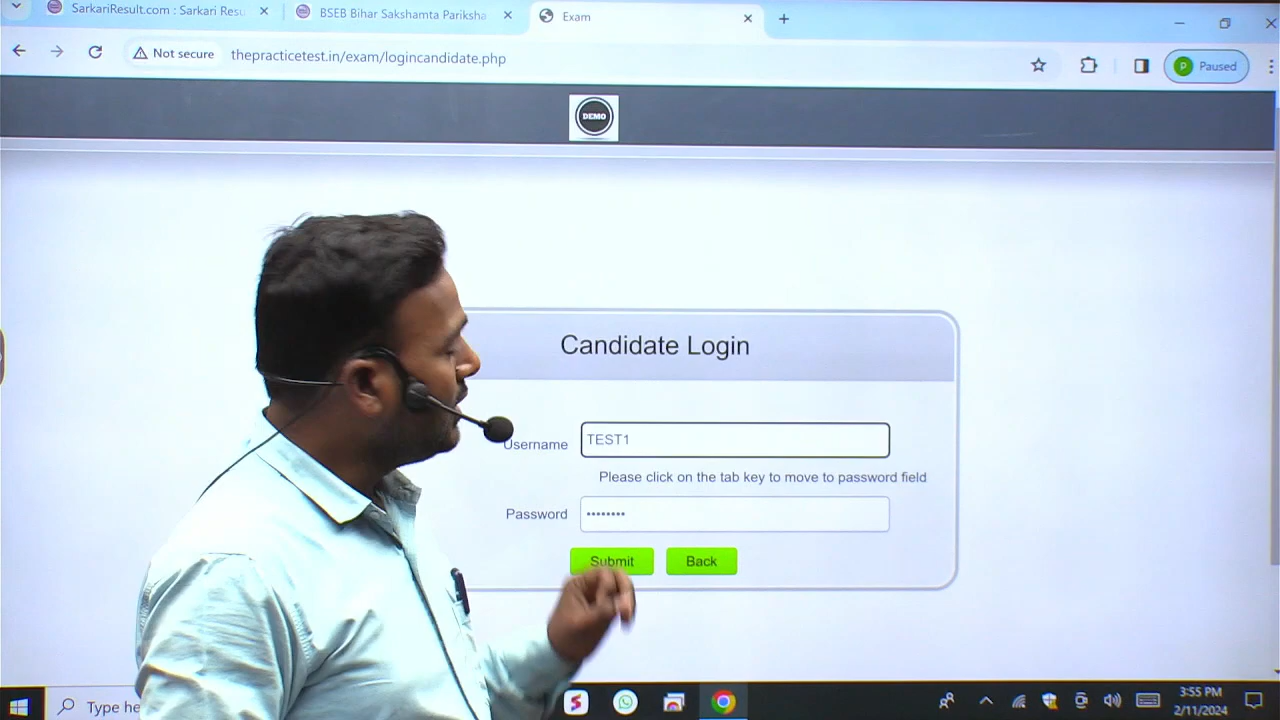 SarkariResult.com : Sarkari Resu
BSEB Bihar Sakshamta Pariksha
Exam
Not secure
thepracticetest.in/exam/logincandidate.php
P
Paused
DEMO
Candidate Login
Username
TEST1
Please click on the tab key to move to password field
Password
••••••••
Submit
Back
Type he
3:55 PM
2/11/2024